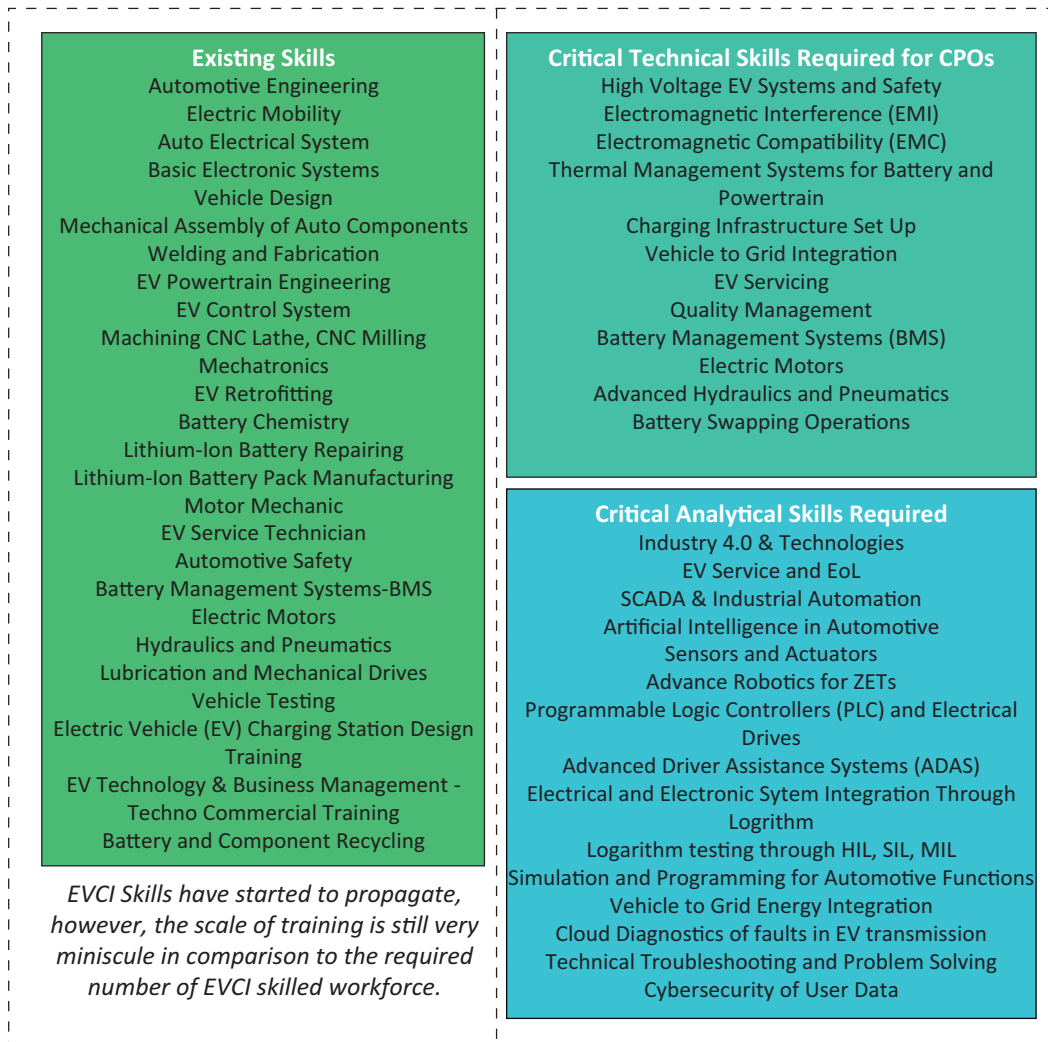 Existing Skills
Automotive Engineering
Electric Mobility
Auto Electrical System
Basic Electronic Systems
Vehicle Design
Mechanical Assembly of Auto Components
Welding and Fabrication
EV Powertrain Engineering
EV Control System
Machining CNC Lathe, CNC Milling
Mechatronics
EV Retrofitting
Battery Chemistry
Lithium-Ion Battery Repairing
Lithium-Ion Battery Pack Manufacturing
Motor Mechanic
EV Service Technician
Automotive Safety
Battery Management Systems-BMS
Electric Motors
Hydraulics and Pneumatics
Lubrication and Mechanical Drives
Vehicle Testing
Electric Vehicle (EV) Charging Station Design
Training
EV Technology & Business Management -
Techno Commercial Training
Battery and Component Recycling
EVCI Skills have started to propagate,
however, the scale of training is still very
miniscule in comparison to the required
number of EVCI skilled workforce.
Critical Technical Skills Required for CPOs
High Voltage EV Systems and Safety
Electromagnetic Interference (EMI)
Electromagnetic Compatibility (EMC)
Thermal Management Systems for Battery and
Powertrain
Charging Infrastructure Set Up
Vehicle to Grid Integration
EV Servicing
Quality Management
Battery Management Systems (BMS)
Electric Motors
Advanced Hydraulics and Pneumatics
Battery Swapping Operations
Critical Analytical Skills Required
Industry 4.0 & Technologies
EV Service and EoL
SCADA & Industrial Automation
Artificial Intelligence in Automotive
Sensors and Actuators
Advance Robotics for ZETs
Programmable Logic Controllers (PLC) and Electrical
Drives
Advanced Driver Assistance Systems (ADAS)
Electrical and Electronic Sytem Integration Through
Logrithm
Logarithm testing through HIL, SIL, MIL
Simulation and Programming for Automotive Functions
Vehicle to Grid Energy Integration
Cloud Diagnostics of faults in EV transmission
Technical Troubleshooting and Problem Solving
Cybersecurity of User Data